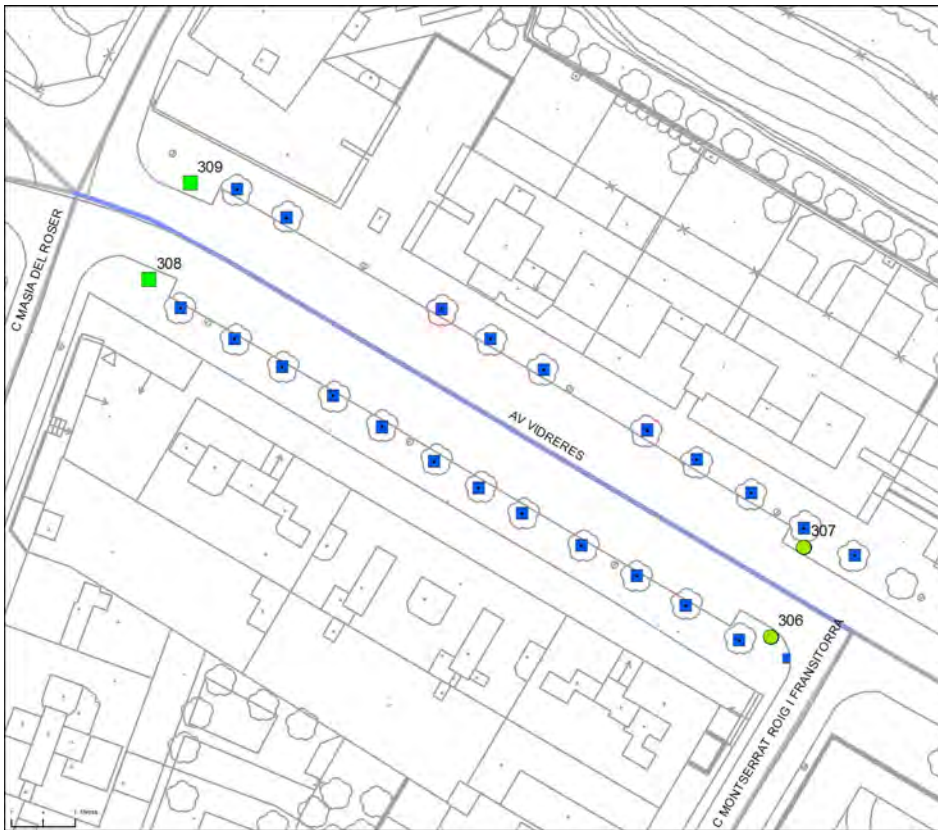 309
C MASIA DEL ROSER
308
AV VIDRERES
307
306
C MONTSERRAT ROIG I FRANSITORRA